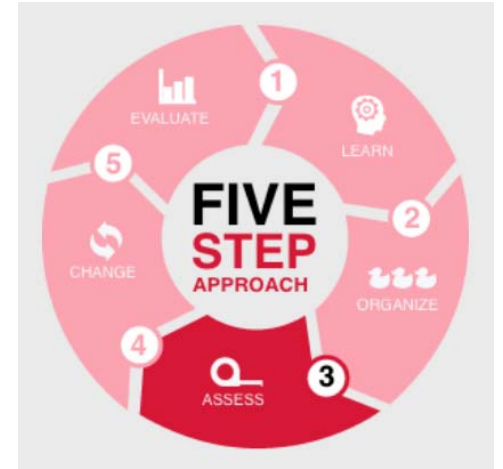 FIVE
STEP
APPROACH
1
LEARN
2
ORGANIZE
3
ASSESS
4
CHANGE
5
EVALUATE